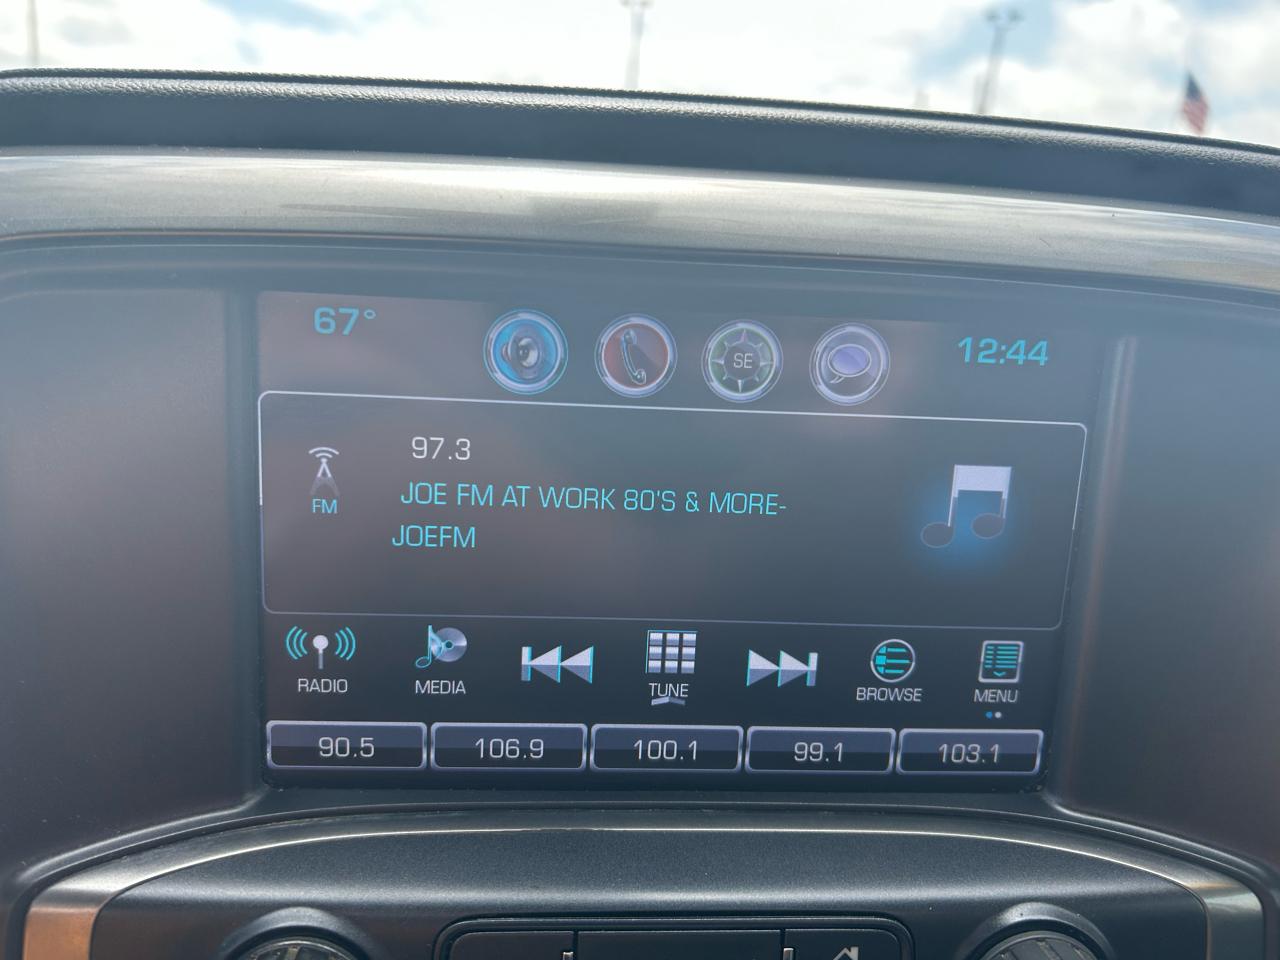 67°
SE
12:44
97.3
FM
JOE FM AT WORK 80'S & MORE-
JOEFM
RADIO
MEDIA
TUNE
BROWSE
MENU
90.5
106.9
100.1
99.1
103.1